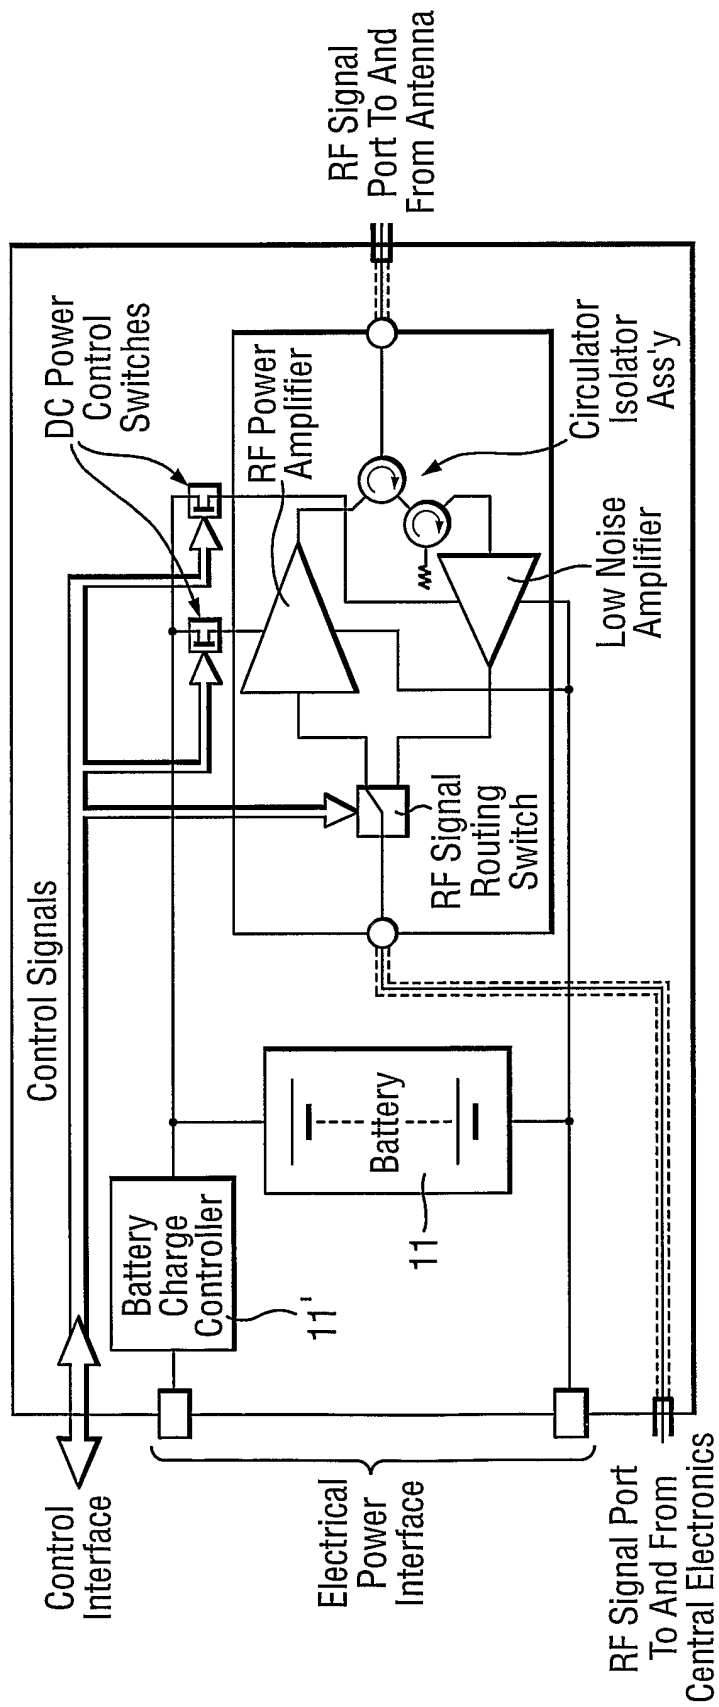 RF Signal
Port To And
From Antenna
DC Power
Control
Switches
RF Power
Amplifier
Circulator
Isolator
Ass'y
Low Noise
Amplifier
RF Signal
Routing
Switch
Control Signals
Battery
11
Battery
Charge
Controller
11'
Control
Interface
Electrical
Power
Interface
RF Signal Port
To And From
Central Electronics